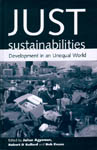 JUST
sustainabilities
Development in an Unequal World
Edited by Julian Agyeman,
Robert D Bullard and Bob Evans